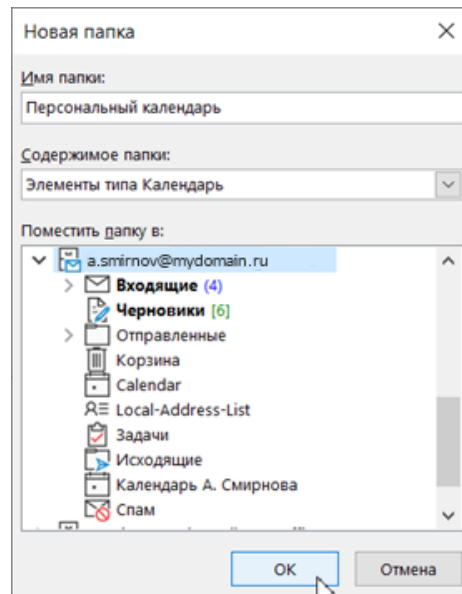 Новая папка
Имя папки:
Персональный календарь
Содержимое папки:
Элементы типа Календарь
Поместить папку в:
a.smirnov@mydomain.ru
Входящие (4)
Черновики [6]
Отправленные
Корзина
Calendar
Local-Address-List
Задачи
Исходящие
Календарь А. Смирнова
Спам
ОК
Отмена